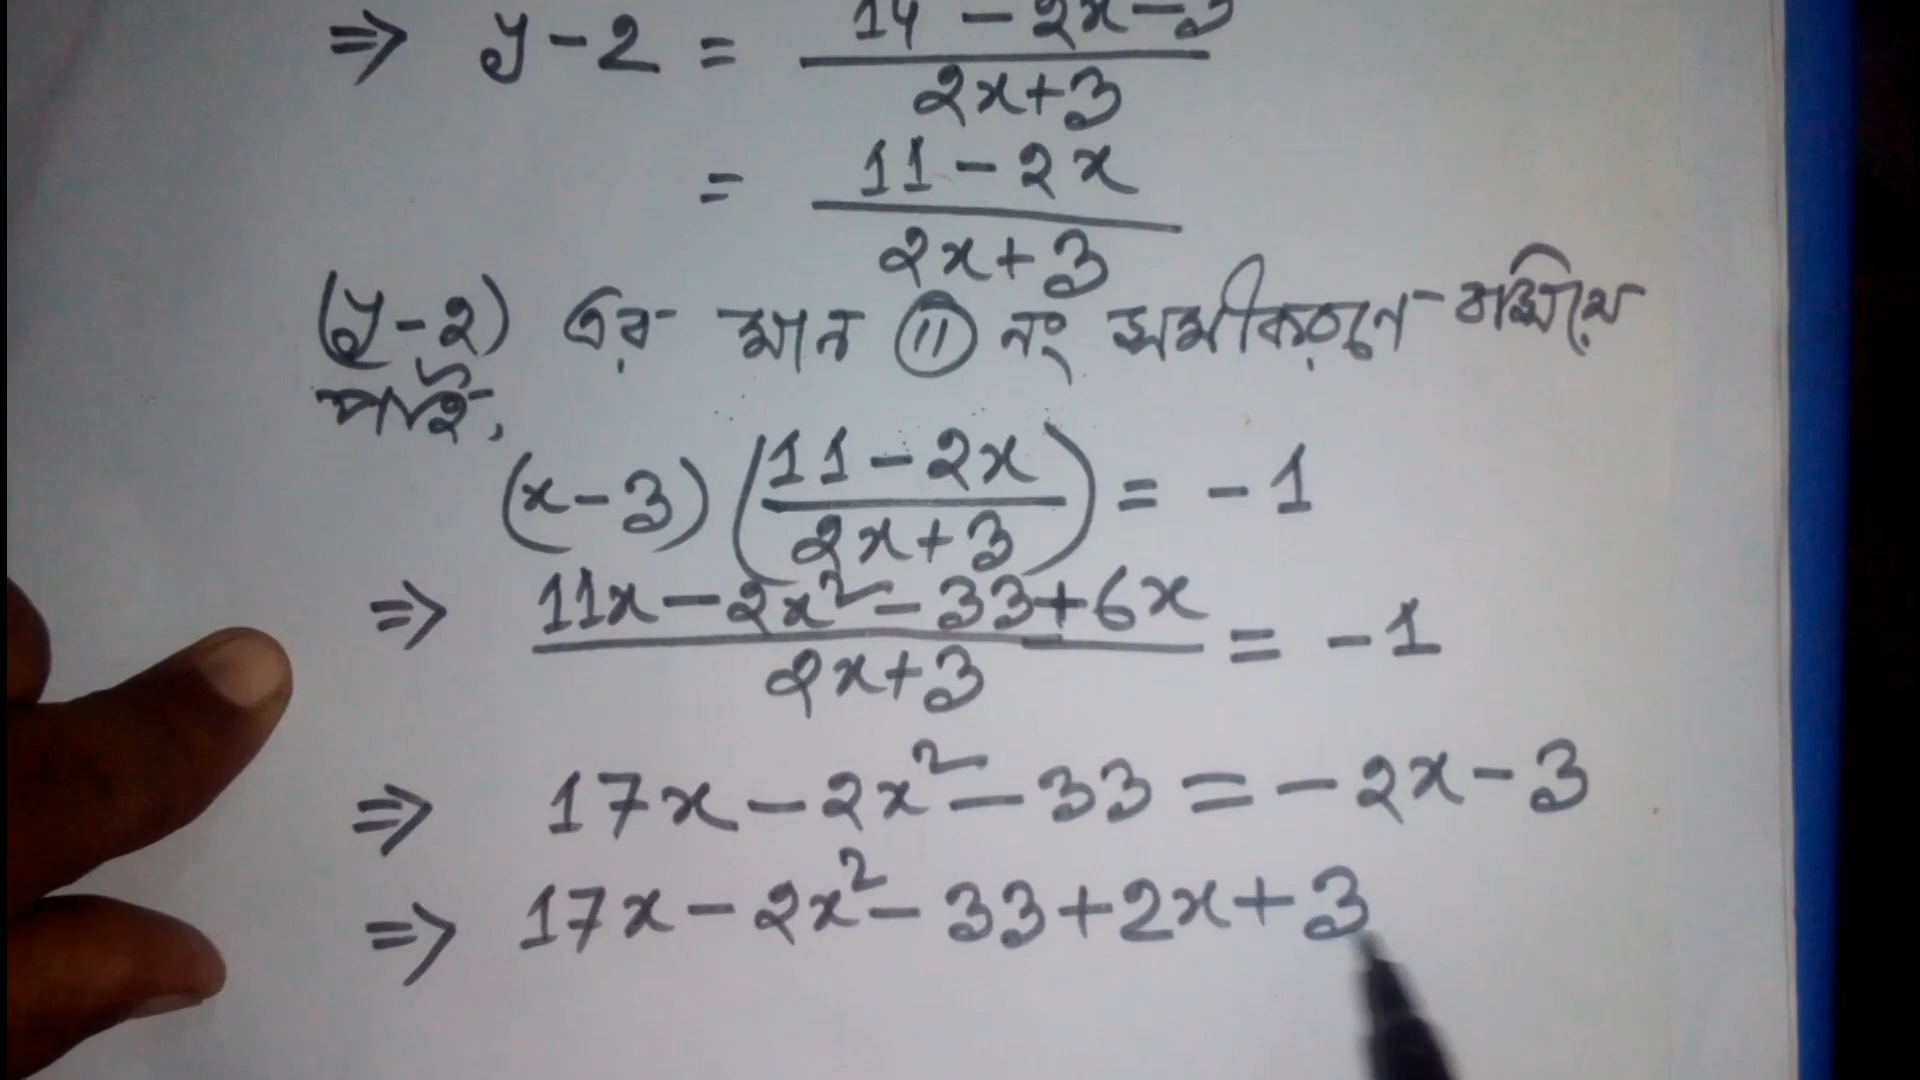 ⇒ y-2 = 14 - 2x-3 / 2x+3
= 11-2x / 2x+3
(y-2) এর মান (ii) নং সমীকরণে বসিয়ে
পাই,
(x-3) (11-2x / 2x+3) = -1
⇒ 11x-2x²-33+6x / 2x+3 = -1
⇒ 17x-2x²-33 = -2x-3
⇒ 17x-2x²-33+2x+3